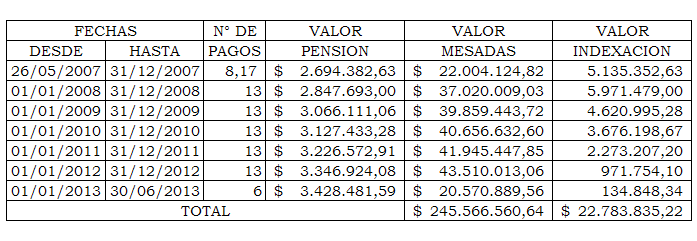 FECHAS N° DE VALOR VALOR VALOR
DESDE HASTA PAGOS PENSION MESADAS INDEXACION
26/05/2007 31/12/2007 8,17 $ 2.694.382,63 $ 22.004.124,82 5.135.352,63
01/01/2008 31/12/2008 13 $ 2.847.693,00 $ 37.020.009,03 5.971.479,00
01/01/2009 31/12/2009 13 $ 3.066.111,06 $ 39.859.443,72 4.620.995,28
01/01/2010 31/12/2010 13 $ 3.127.433,28 $ 40.656.632,60 3.676.198,67
01/01/2011 31/12/2011 13 $ 3.226.572,91 $ 41.945.447,85 2.273.207,20
01/01/2012 31/12/2012 13 $ 3.346.924,08 $ 43.510.013,06 971.754,10
01/01/2013 30/06/2013 6 $ 3.428.481,59 $ 20.570.889,56 134.848,34
TOTAL $ 245.566.560,64 $ 22.783.835,22